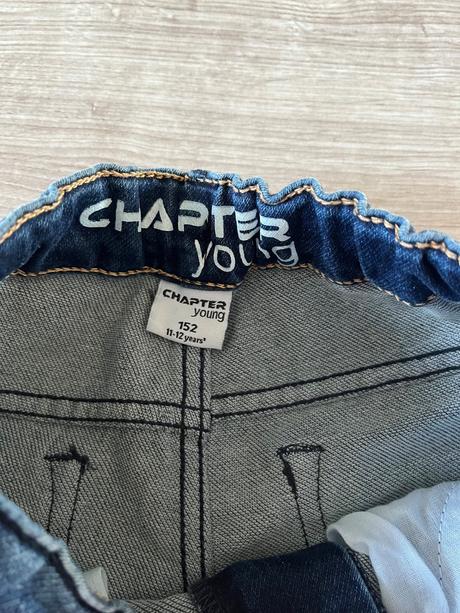 CHAPTER
young
CHAPTER
young
152
11-12 years*